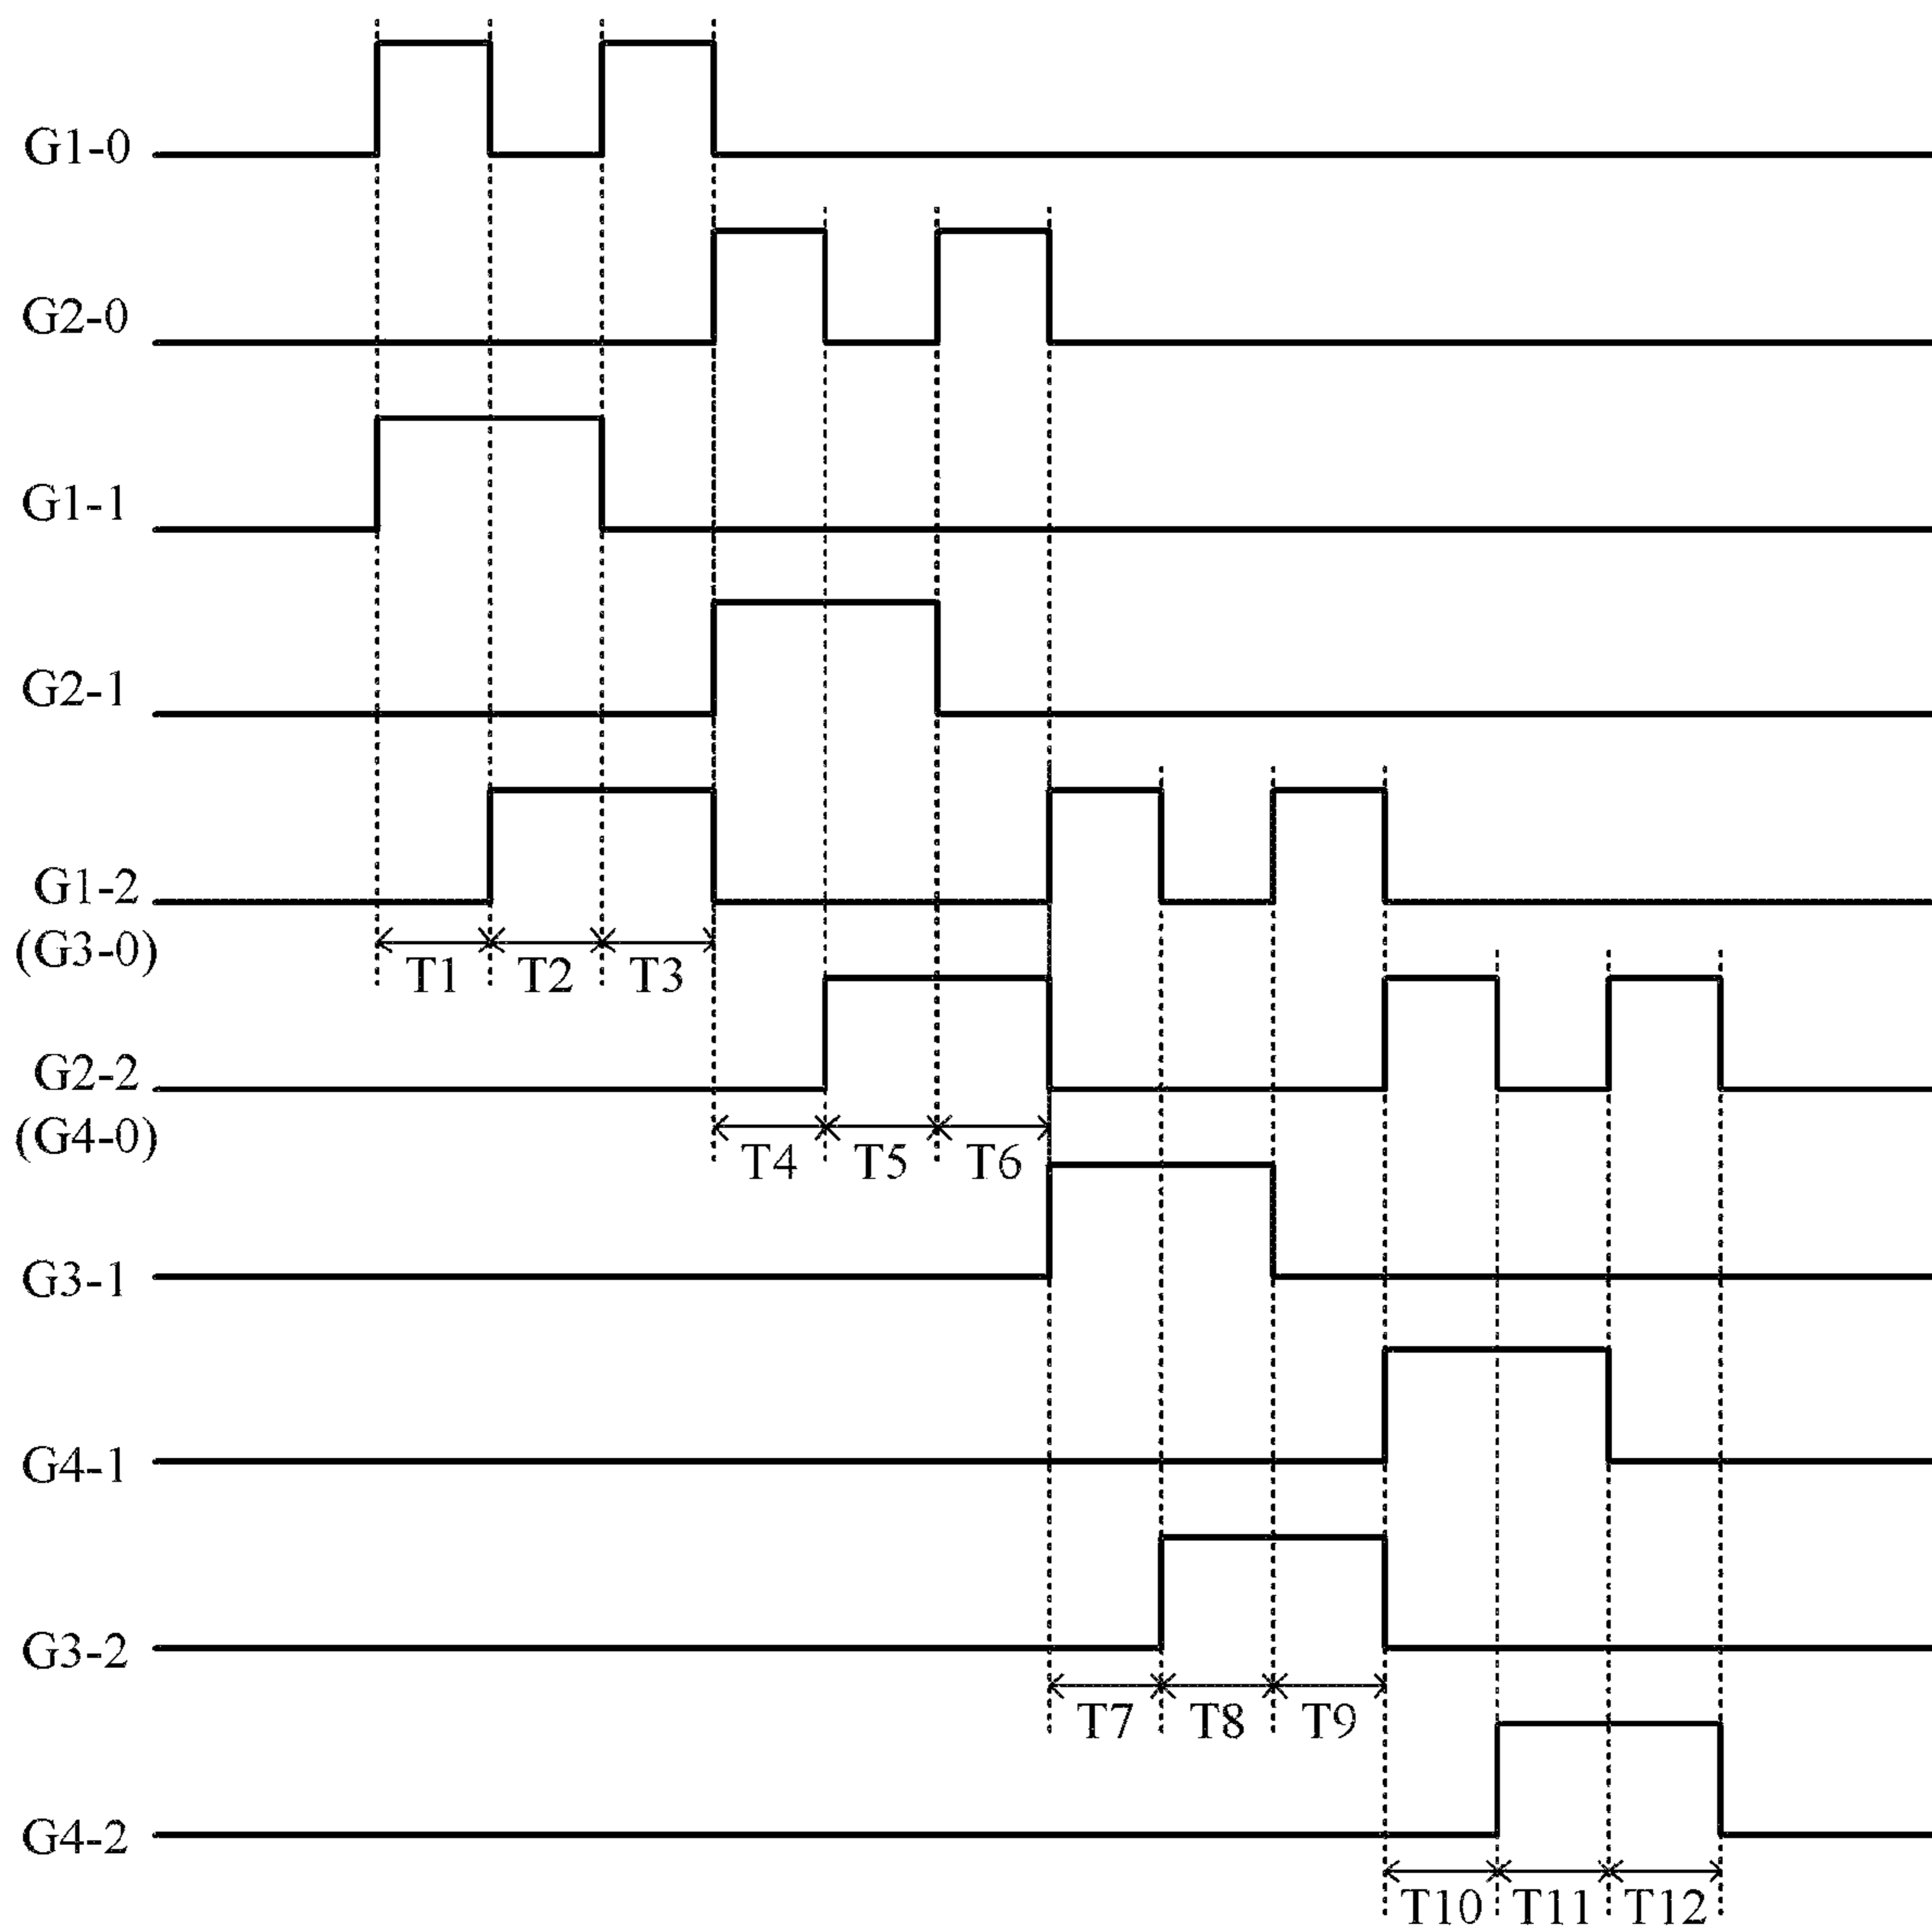 G1-0
G2-0
G1-1
G2-1
G1-2
(G3-0)
T1 T2 T3
G2-2
(G4-0)
T4 T5 T6
G3-1
G4-1
G3-2
T7 T8 T9
G4-2
T10 T11 T12